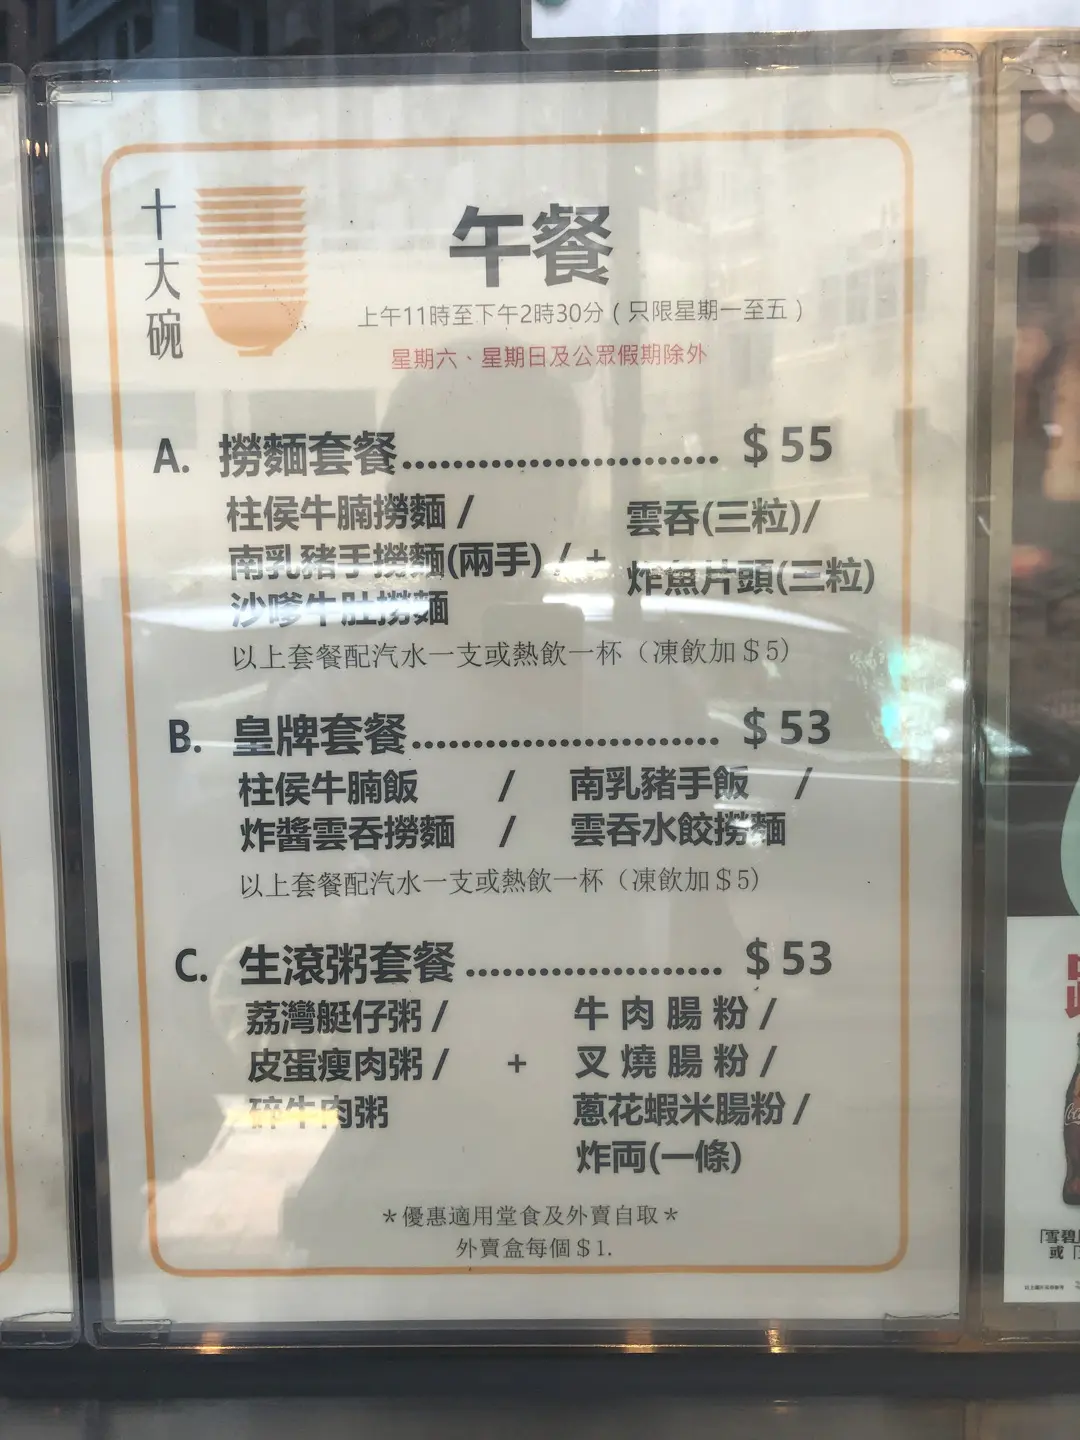 十大碗
午餐
上午11時至下午2時30分（只限星期一至五）
星期六、星期日及公眾假期除外
A. 撈麵套餐........................... $55
柱侯牛腩撈麵 / 雲吞(三粒)/
南乳豬手撈麵(兩手) / + 炸魚片頭(三粒)
沙嗲牛肚撈麵
以上套餐配汽水一支或熱飲一杯（凍飲加$5）
B. 皇牌套餐.......................... $53
柱侯牛腩飯 / 南乳豬手飯 /
炸醬雲吞撈麵 / 雲吞水餃撈麵
以上套餐配汽水一支或熱飲一杯（凍飲加$5）
C. 生滾粥套餐...................... $53
荔灣艇仔粥 / 牛肉腸粉 /
皮蛋瘦肉粥 / + 叉燒腸粉 /
碎牛肉粥 蔥花蝦米腸粉 /
炸両(一條)
*優惠適用堂食及外賣自取*
外賣盒每個$1.
「雪碧」
或「